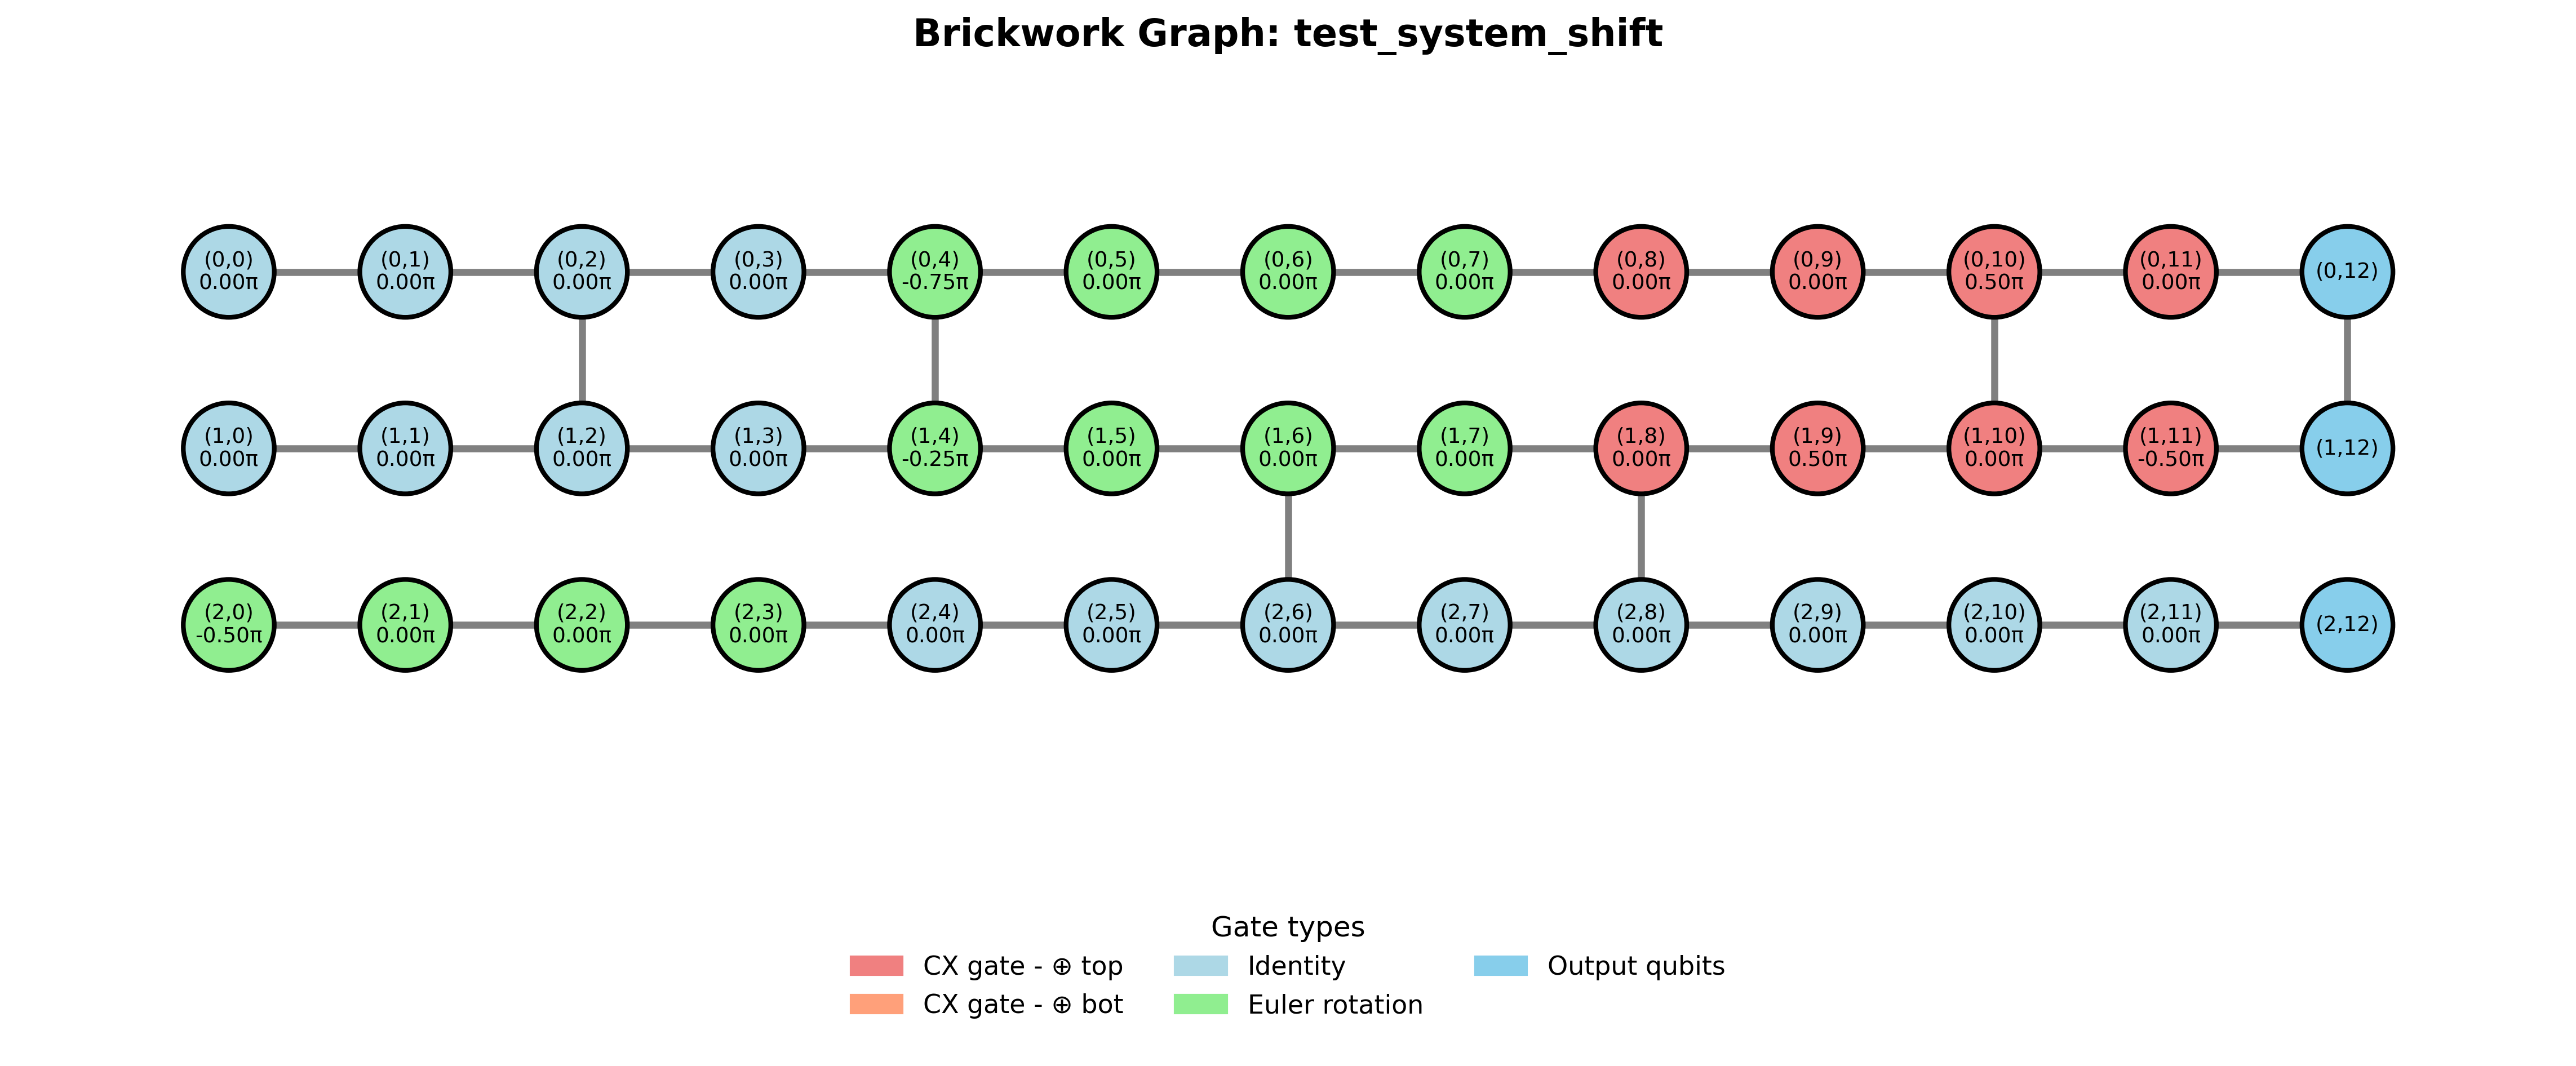 Brickwork Graph: test_system_shift
(0,0) (0,1) (0,2) (0,3) (0,4) (0,5) (0,6) (0,7) (0,8) (0,9) (0,10) (0,11) (0,12)
0.00π 0.00π 0.00π 0.00π -0.75π 0.00π 0.00π 0.00π 0.00π 0.00π 0.50π 0.00π
(1,0) (1,1) (1,2) (1,3) (1,4) (1,5) (1,6) (1,7) (1,8) (1,9) (1,10) (1,11) (1,12)
0.00π 0.00π 0.00π 0.00π -0.25π 0.00π 0.00π 0.00π 0.00π 0.50π 0.00π -0.50π
(2,0) (2,1) (2,2) (2,3) (2,4) (2,5) (2,6) (2,7) (2,8) (2,9) (2,10) (2,11) (2,12)
-0.50π 0.00π 0.00π 0.00π 0.00π 0.00π 0.00π 0.00π 0.00π 0.00π 0.00π 0.00π
Gate types
CX gate - ⊕ top Identity Output qubits
CX gate - ⊕ bot Euler rotation